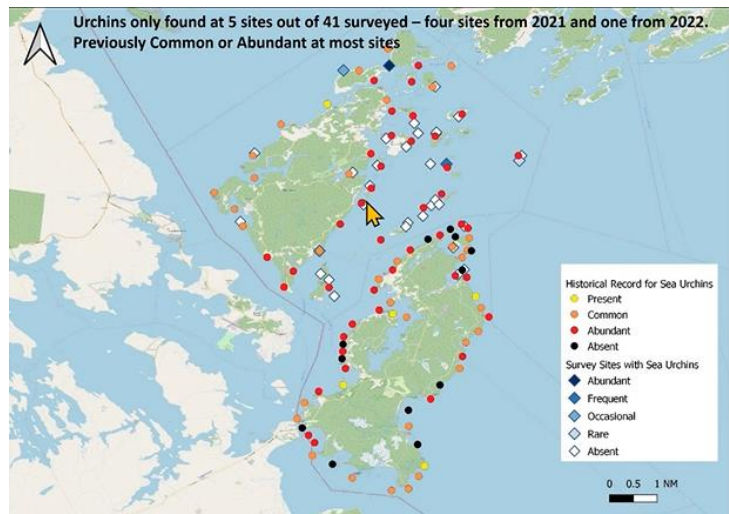 Urchins only found at 5 sites out of 41 surveyed – four sites from 2021 and one from 2022.
Previously Common or Abundant at most sites
Historical Record for Sea Urchins
Present
Common
Abundant
Absent
Survey Sites with Sea Urchins
Abundant
Frequent
Occasional
Rare
Absent
0 0.5 1 NM